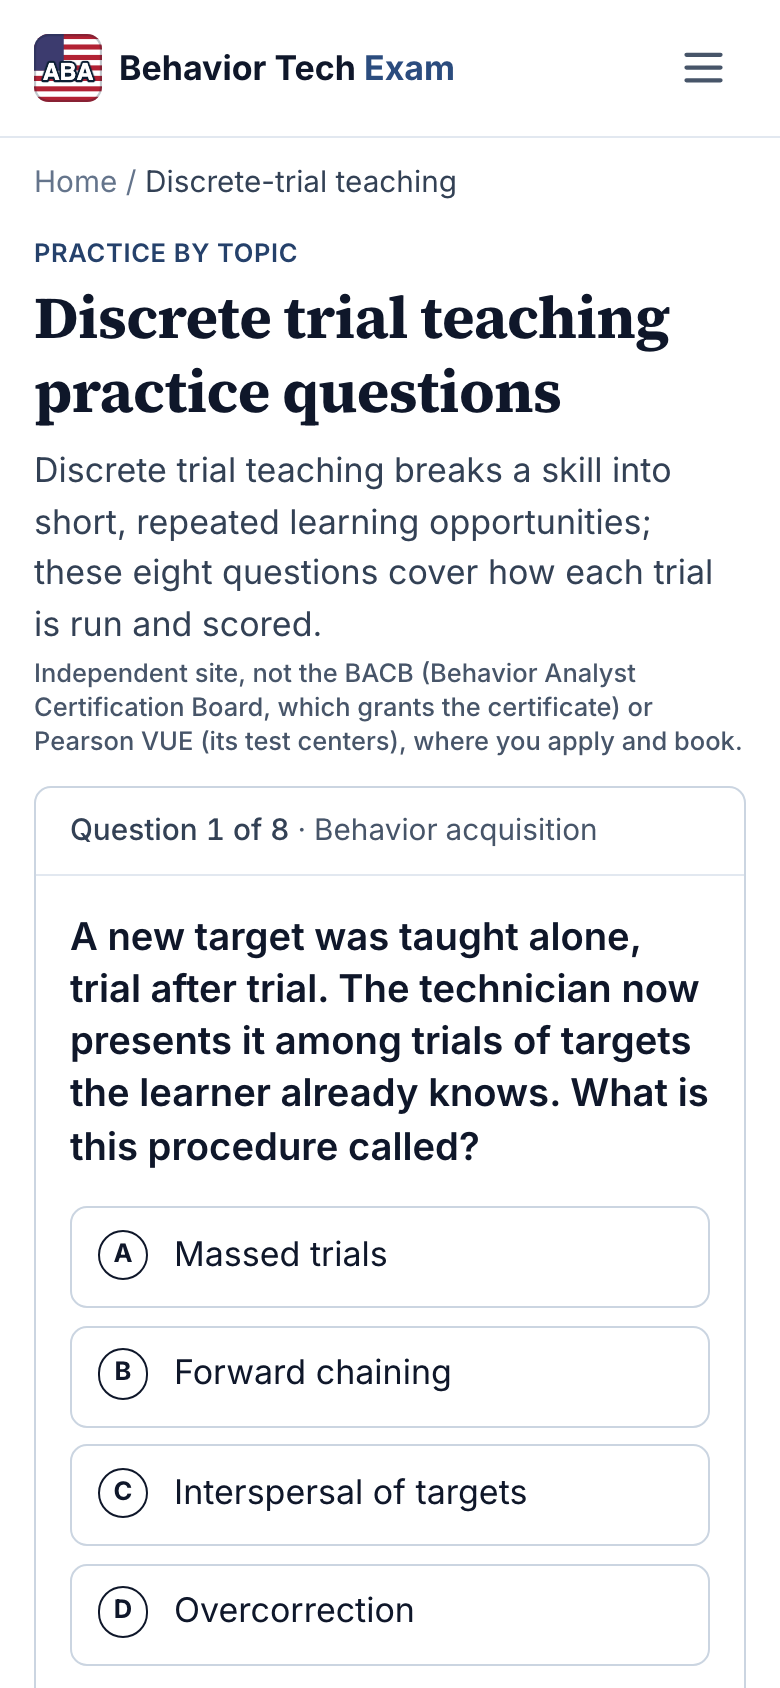 ABA Behavior Tech Exam
Home / Discrete-trial teaching
PRACTICE BY TOPIC
Discrete trial teaching
practice questions
Discrete trial teaching breaks a skill into
short, repeated learning opportunities;
these eight questions cover how each trial
is run and scored.
Independent site, not the BACB (Behavior Analyst
Certification Board, which grants the certificate) or
Pearson VUE (its test centers), where you apply and book.
Question 1 of 8 · Behavior acquisition
A new target was taught alone,
trial after trial. The technician now
presents it among trials of targets
the learner already knows. What is
this procedure called?
A Massed trials
B Forward chaining
C Interspersal of targets
D Overcorrection